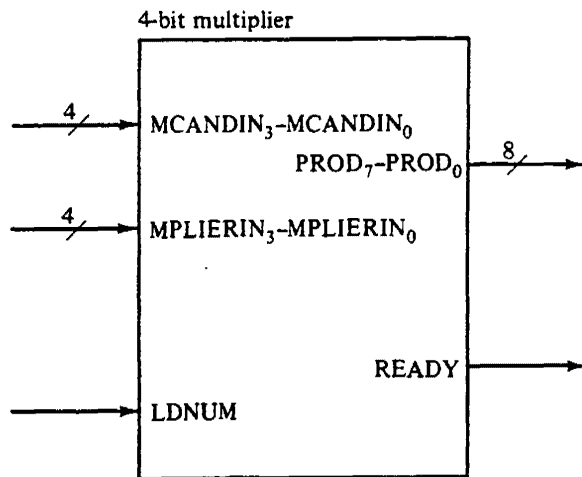 4-bit multiplier
4
MCANDIN₃-MCANDIN₀
8
PROD₇-PROD₀
4
MPLIERIN₃-MPLIERIN₀
READY
LDNUM